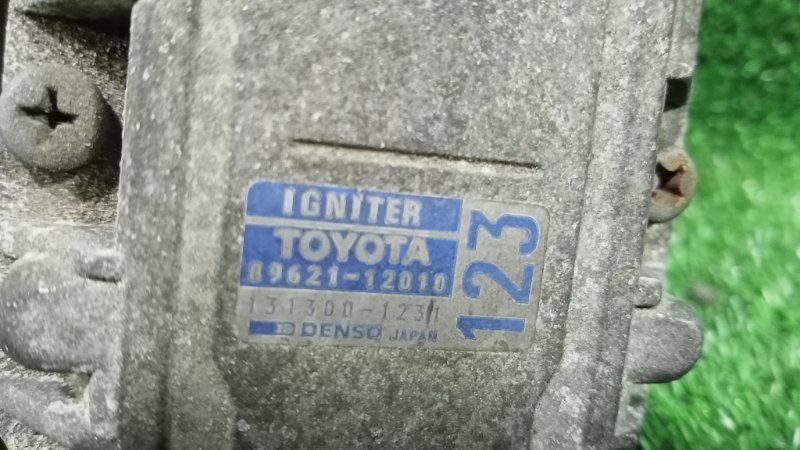 IGNITER
TOYOTA
89621-12010
131300-1231
DENSO JAPAN
123